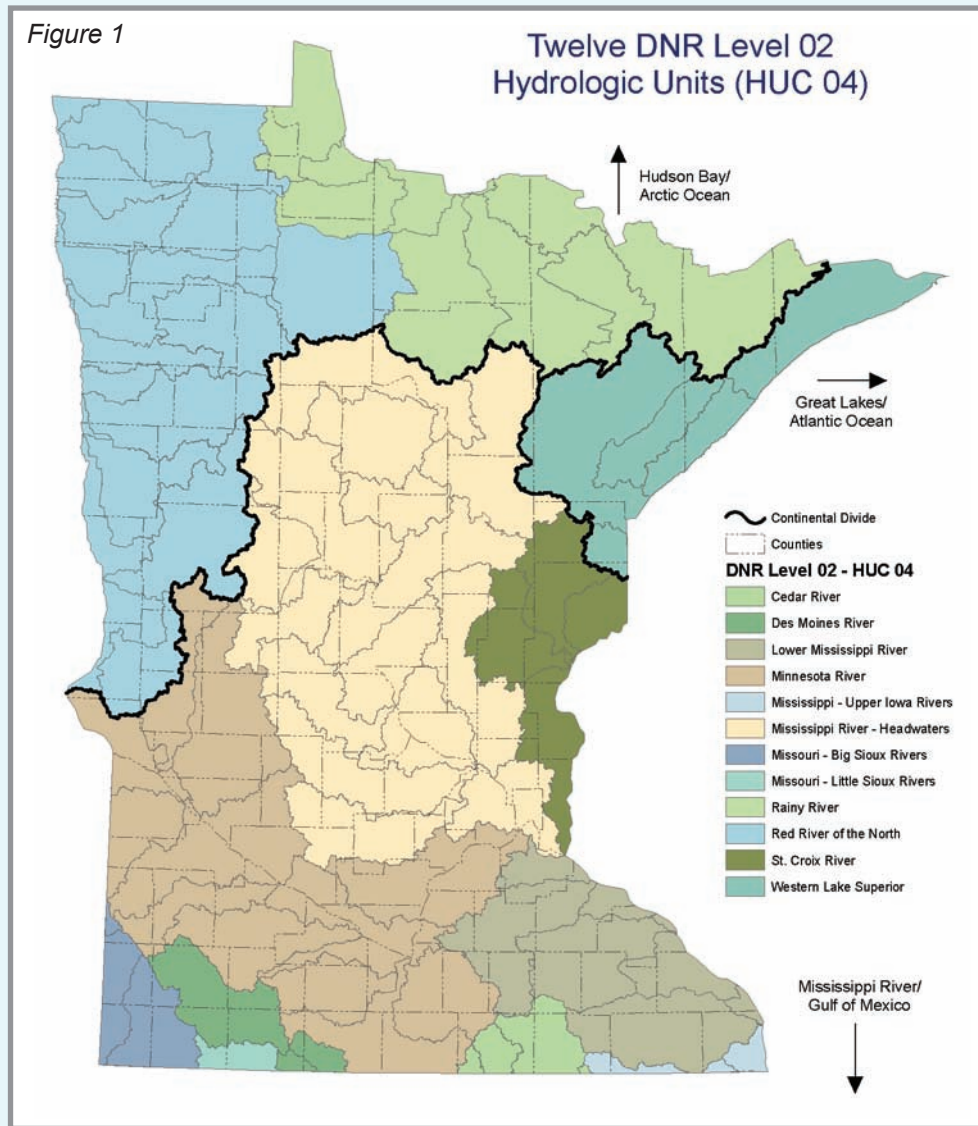 Figure 1
Twelve DNR Level 02
Hydrologic Units (HUC 04)
Hudson Bay/
Arctic Ocean
Great Lakes/
Atlantic Ocean
Continental Divide
Counties
DNR Level 02 - HUC 04
Cedar River
Des Moines River
Lower Mississippi River
Minnesota River
Mississippi - Upper Iowa Rivers
Mississippi River - Headwaters
Missouri - Big Sioux Rivers
Missouri - Little Sioux Rivers
Rainy River
Red River of the North
St. Croix River
Western Lake Superior
Mississippi River/
Gulf of Mexico